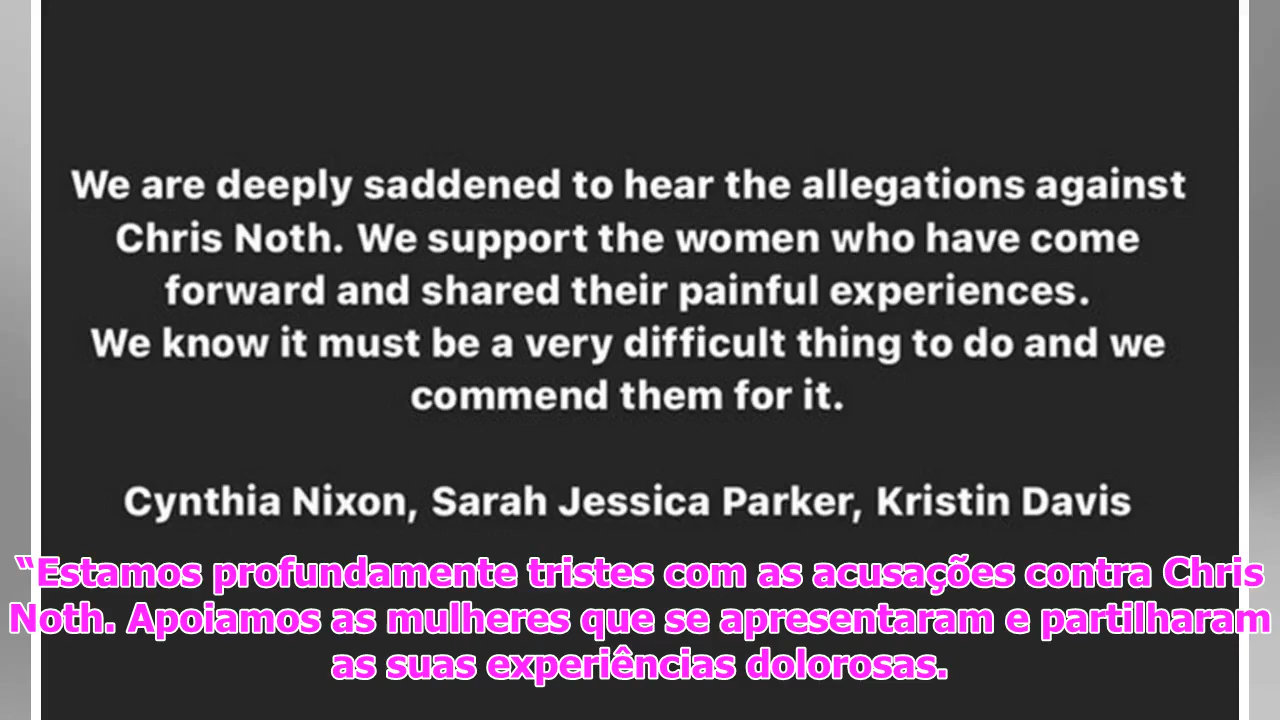 We are deeply saddened to hear the allegations against
Chris Noth. We support the women who have come
forward and shared their painful experiences.
We know it must be a very difficult thing to do and we
commend them for it.
Cynthia Nixon, Sarah Jessica Parker, Kristin Davis
“Estamos profundamente tristes com as acusações contra Chris
Noth. Apoiamos as mulheres que se apresentaram e partilharam
as suas experiências dolorosas.